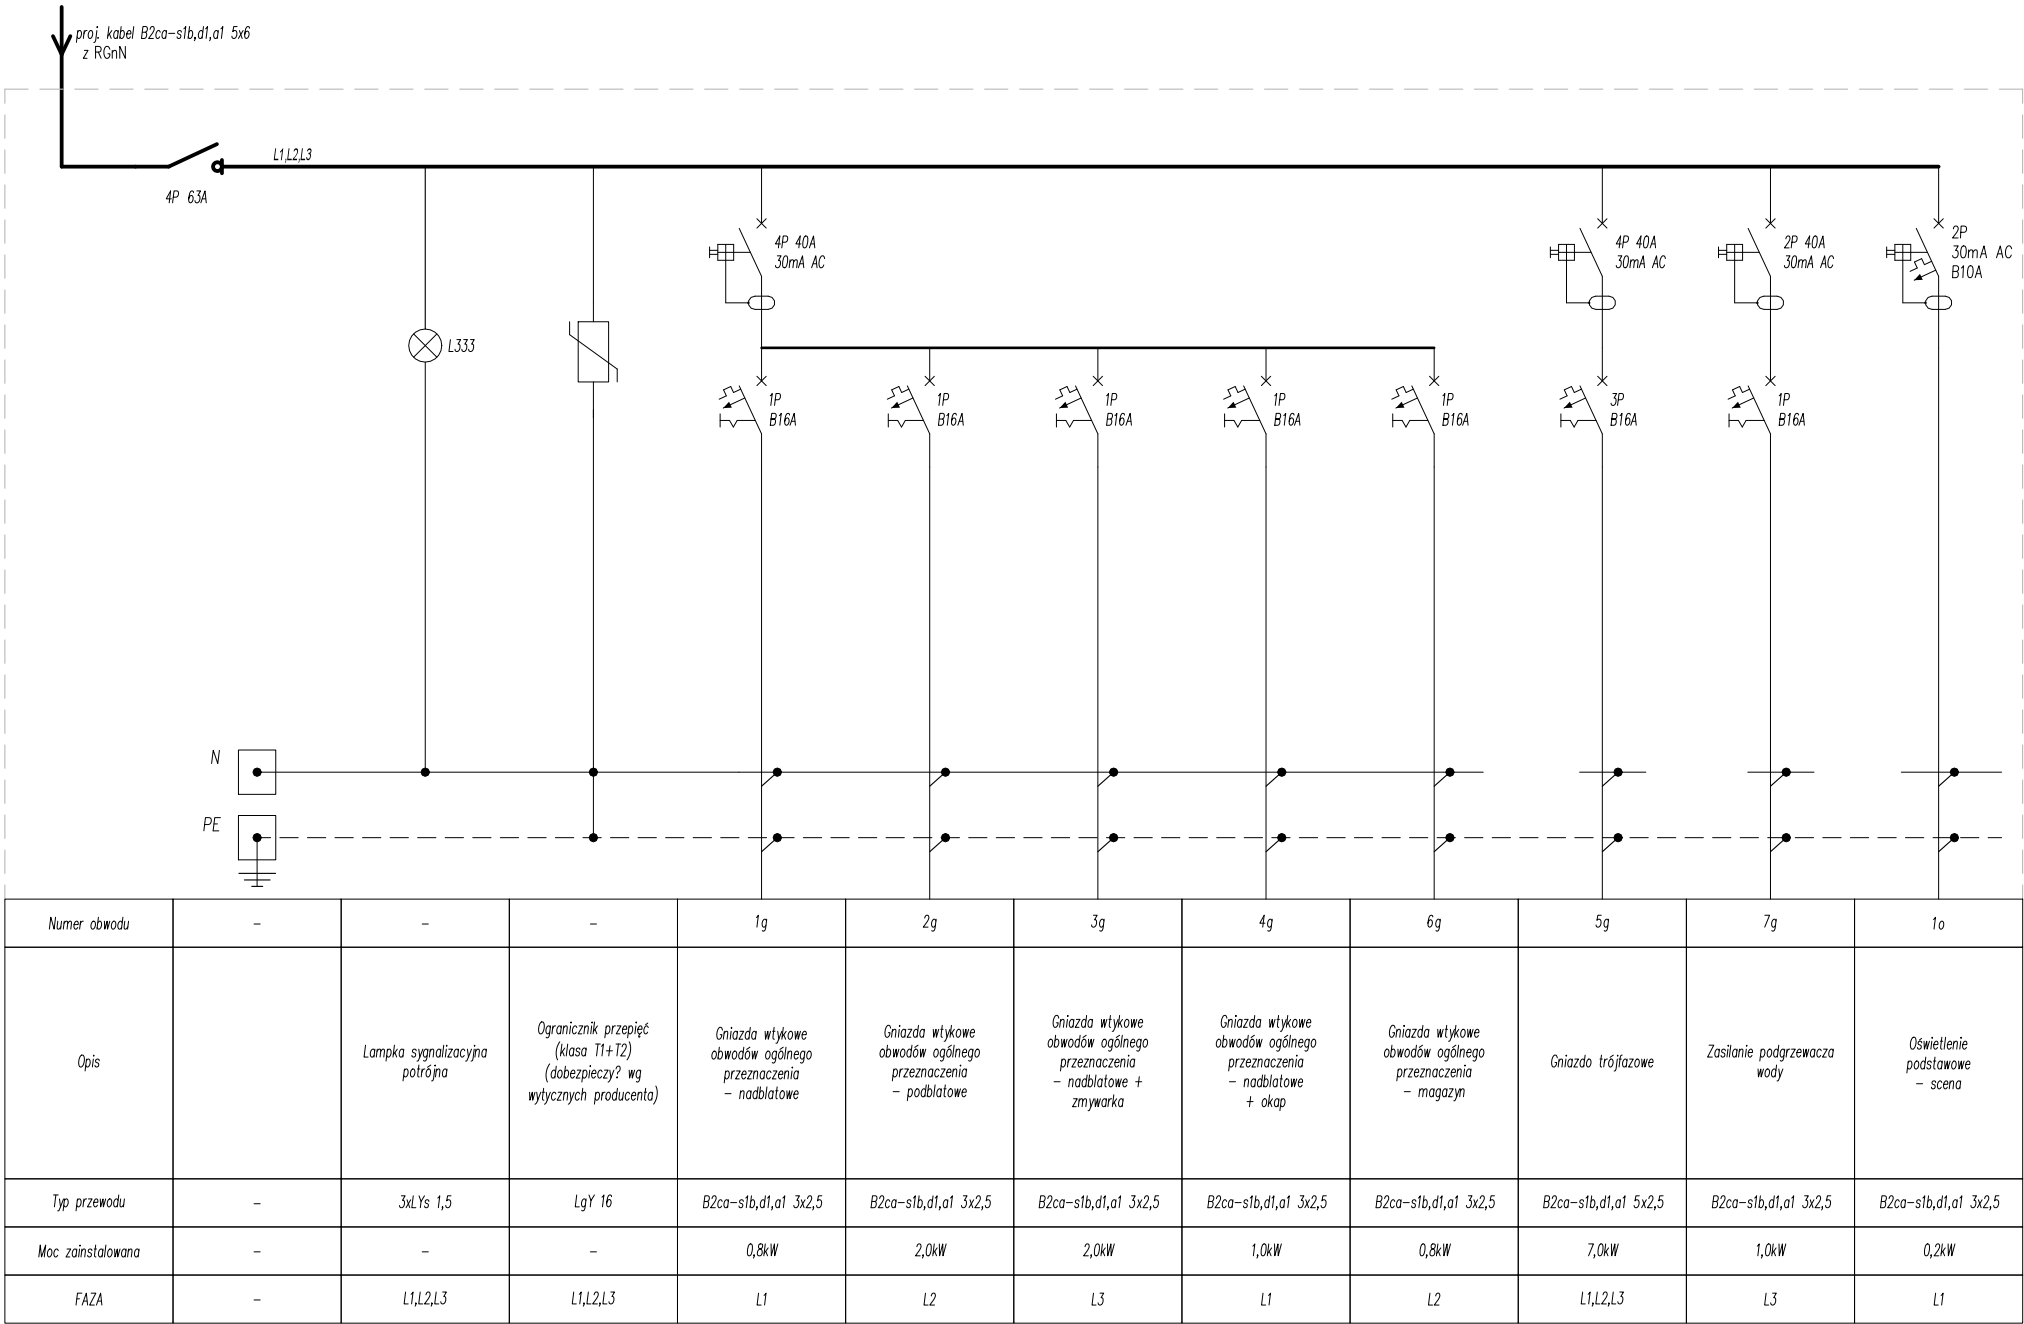 proj. kabel B2ca-s1b,d1,a1 5x6
z RGnN
L1,L2,L3
4P 63A
4P 40A
30mA AC
4P 40A
30mA AC
2P 40A
30mA AC
2P
30mA AC
B10A
L333
1P
B16A
1P
B16A
1P
B16A
1P
B16A
1P
B16A
3P
B16A
1P
B16A
N
PE
Numer obwodu
-
-
-
1g
2g
3g
4g
6g
5g
7g
1o
Opis
Lampka sygnalizacyjna
potrójna
Ogranicznik przepięć
(klasa T1+T2)
(dobezpieczy? wg
wytycznych producenta)
Gniazda wtykowe
obwodów ogólnego
przeznaczenia
- nadblatowe
Gniazda wtykowe
obwodów ogólnego
przeznaczenia
- podblatowe
Gniazda wtykowe
obwodów ogólnego
przeznaczenia
- nadblatowe +
zmywarka
Gniazda wtykowe
obwodów ogólnego
przeznaczenia
- nadblatowe
+ okap
Gniazda wtykowe
obwodów ogólnego
przeznaczenia
- magazyn
Gniazdo trójfazowe
Zasilanie podgrzewacza
wody
Oświetlenie
podstawowe
- scena
Typ przewodu
-
3xLYs 1,5
LgY 16
B2ca-s1b,d1,a1 3x2,5
B2ca-s1b,d1,a1 3x2,5
B2ca-s1b,d1,a1 3x2,5
B2ca-s1b,d1,a1 3x2,5
B2ca-s1b,d1,a1 3x2,5
B2ca-s1b,d1,a1 5x2,5
B2ca-s1b,d1,a1 3x2,5
B2ca-s1b,d1,a1 3x2,5
Moc zainstalowana
-
-
-
0,8kW
2,0kW
2,0kW
1,0kW
0,8kW
7,0kW
1,0kW
0,2kW
FAZA
-
L1,L2,L3
L1,L2,L3
L1
L2
L3
L1
L2
L1,L2,L3
L3
L1